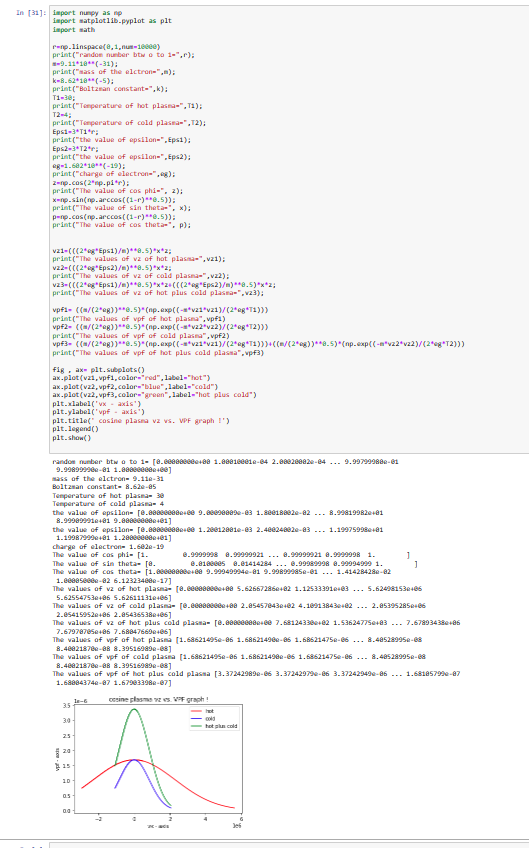 In [31]: import numpy as np
import matplotlib.pyplot as plt
import math
r=np.linspace(0,1,num=10000)
print("random number btw o to 1=",r);
m=9.11*10**(-31);
print("mass of the elctron=",m);
k=8.62*10**(-5);
print("Boltzman constant=",k);
T1=30;
print("Temperature of hot plasma=",T1);
T2=4;
print("Temperature of cold plasma=",T2);
Eps1=3*T1*r;
print("the value of epsilon=",Eps1);
Eps2=3*T2*r;
print("the value of epsilon=",Eps2);
eg=1.602*10**(-19);
print("charge of electron=",eg);
z=np.cos(2*np.pi*r);
print("The value of cos phi=", z);
x=np.sin(np.arccos((1-r)**0.5));
print("The value of sin theta=", x);
p=np.cos(np.arccos((1-r)**0.5));
print("The value of cos theta=", p);
vz1=(((2*eg*Eps1)/m)**0.5)*x*z;
print("The values of vz of hot plasma",vz1);
vz2=(((2*eg*Eps2)/m)**0.5)*x*z;
print("The values of vz of cold plasma",vz2);
vz3=(((2*eg*Eps1)/m)**0.5)*x*z+(((2*eg*Eps2)/m)**0.5)*x*z;
print("The values of vz of hot plus cold plasma",vz3);
vpf1= ((m/(2*eg))**0.5)*(np.exp((-m*vz1*vz1)/(2*eg*T1)))
print("The values of vpf of hot plasma",vpf1)
vpf2= ((m/(2*eg))**0.5)*(np.exp((-m*vz2*vz2)/(2*eg*T2)))
print("The values of vpf of cold plasma",vpf2)
vpf3= ((m/(2*eg))**0.5)*(np.exp((-m*vz1*vz1)/(2*eg*T1)))+((m/(2*eg))**0.5)*(np.exp((-m*vz2*vz2)/(2*eg*T2)))
print("The values of vpf of hot plus cold plasma",vpf3)
fig , ax= plt.subplots()
ax.plot(vz1,vpf1,color="red",label="hot")
ax.plot(vz2,vpf2,color="blue",label="cold")
ax.plot(vz2,vpf3,color="green",label="hot plus cold")
plt.xlabel('vx - axis')
plt.ylabel('vpf - axis')
plt.title(' cosine plasma vz vs. VPF graph !')
plt.legend()
plt.show()
random number btw o to 1= [0.00000000e+00 1.00010001e-04 2.00020002e-04 ... 9.99799980e-01
9.99899990e-01 1.00000000e+00]
mass of the elctron= 9.11e-31
Boltzman constant= 8.62e-05
Temperature of hot plasma= 30
Temperature of cold plasma= 4
the value of epsilon= [0.00000000e+00 9.00090009e-03 1.80018002e-02 ... 8.99819982e+01
8.99909991e+01 9.00000000e+01]
the value of epsilon= [0.00000000e+00 1.20012001e-03 2.40024002e-03 ... 1.19975998e+01
1.19987999e+01 1.20000000e+01]
charge of electron= 1.602e-19
The value of cos phi= [1. 0.9999998 0.99999921 ... 0.99999921 0.9999998 1. ]
The value of sin theta= [0. 0.0100005 0.01414284 ... 0.99989998 0.99994999 1. ]
The value of cos theta= [1.00000000e+00 9.99949994e-01 9.99899985e-01 ... 1.41428428e-02
1.00005000e-02 6.12323400e-17]
The values of vz of hot plasma [0.00000000e+00 5.62667286e+02 1.12533391e+03 ... 5.62498153e+06
5.62554753e+06 5.62611131e+06]
The values of vz of cold plasma [0.00000000e+00 2.05457043e+02 4.10913843e+02 ... 2.05395285e+06
2.05415952e+06 2.05436538e+06]
The values of vz of hot plus cold plasma [0.00000000e+00 7.68124330e+02 1.53624775e+03 ... 7.67893438e+06
7.67970705e+06 7.68047669e+06]
The values of vpf of hot plasma [1.68621495e-06 1.68621490e-06 1.68621475e-06 ... 8.40528995e-08
8.40021870e-08 8.39516989e-08]
The values of vpf of cold plasma [1.68621495e-06 1.68621490e-06 1.68621475e-06 ... 8.40528995e-08
8.40021870e-08 8.39516989e-08]
The values of vpf of hot plus cold plasma [3.37242989e-06 3.37242979e-06 3.37242949e-06 ... 1.68105799e-07
1.68004374e-07 1.67903398e-07]
cosine plasma vz vs. VPF graph !
1e-6
3.5
3.0
2.5
2.0
1.5
1.0
0.5
0.0
vpf - axis
hot
cold
hot plus cold
−2 0 2 4 6
1e6
vx - axis